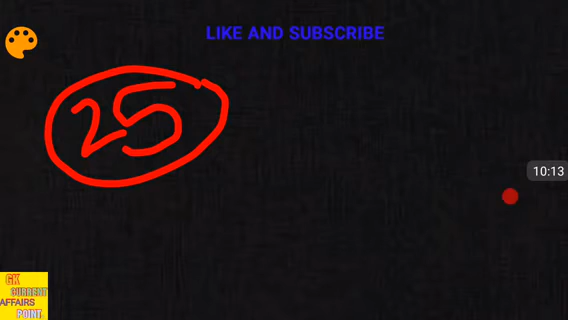 LIKE AND SUBSCRIBE
25
10:13
GK
CURRENT
AFFAIRS
POINT